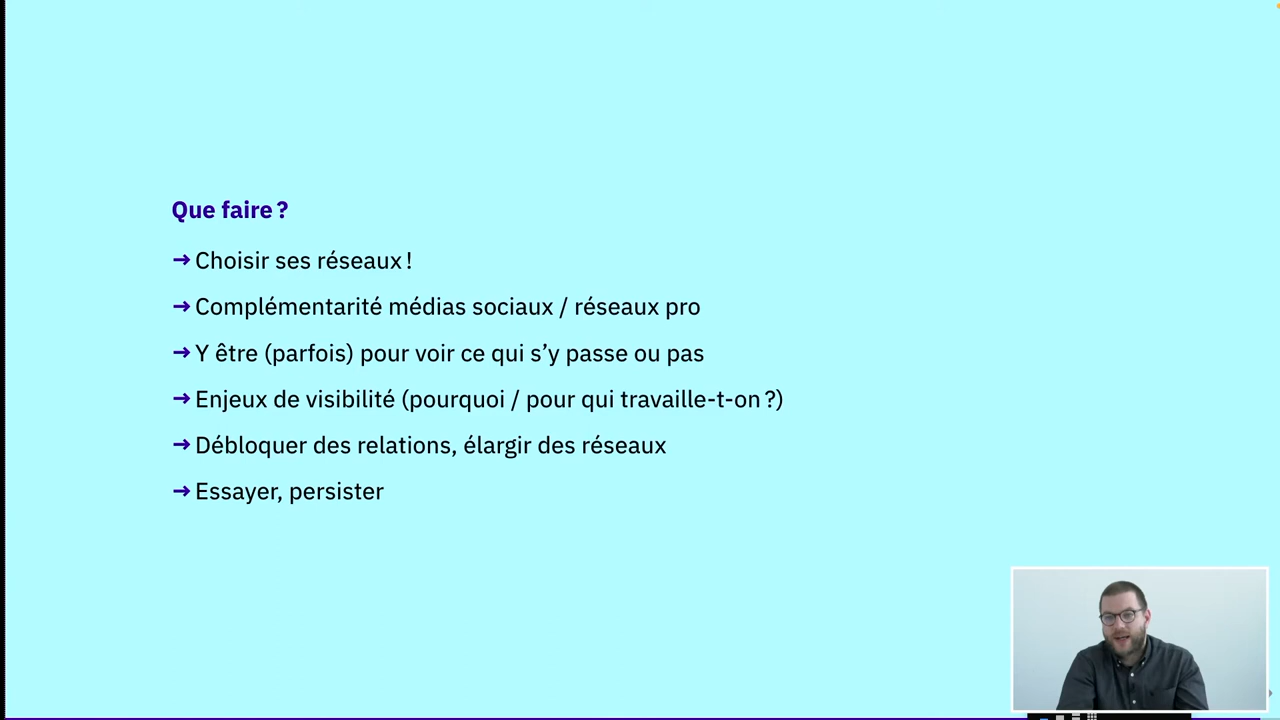 Que faire ?
→ Choisir ses réseaux !
→ Complémentarité médias sociaux / réseaux pro
→ Y être (parfois) pour voir ce qui s’y passe ou pas
→ Enjeux de visibilité (pourquoi / pour qui travaille-t-on ?)
→ Débloquer des relations, élargir des réseaux
→ Essayer, persister